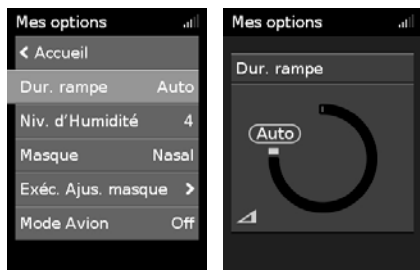 Mes options
< Accueil
Dur. rampe Auto
Niv. d'Humidité 4
Masque Nasal
Exéc. Ajus. masque >
Mode Avion Off
Mes options
Dur. rampe
Auto